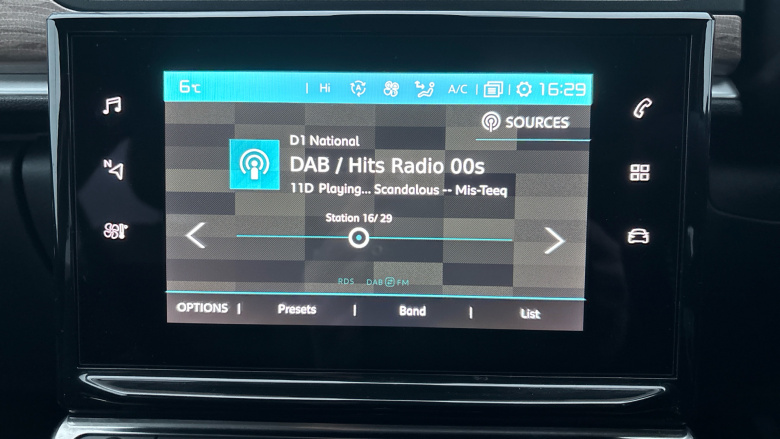 6°C Hi A A/C 16:29
SOURCES
D1 National
DAB / Hits Radio 00s
11D Playing... Scandalous -- Mis-Teeq
Station 16/ 29
N
RDS DAB FM
OPTIONS | Presets | Band | List